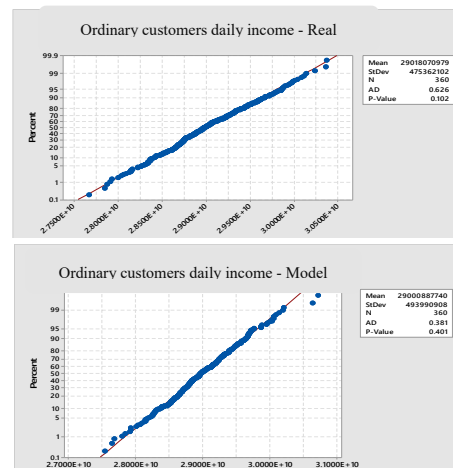 Ordinary customers daily income - Real
99.9
99
95
90
80
70
60
50
40
30
20
10
5
1
0.1
Percent
2.7500E+10 2.8000E+10 2.8500E+10 2.9000E+10 2.9500E+10 3.0000E+10 3.0500E+10
Mean 29018070979
StDev 475362102
N 360
AD 0.626
P-Value 0.102
Ordinary customers daily income - Model
99
95
90
80
70
60
50
40
30
20
10
5
1
0.1
Percent
2.7000E+10 2.8000E+10 2.9000E+10 3.0000E+10 3.1000E+10
Mean 29000887740
StDev 493990908
N 360
AD 0.381
P-Value 0.401